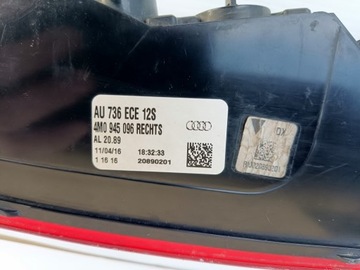 AU 736 ECE 12S
4M0 945 096 RECHTS
AL 20.89
11/04/16 18:32:33
1 16 16 20890201
DX